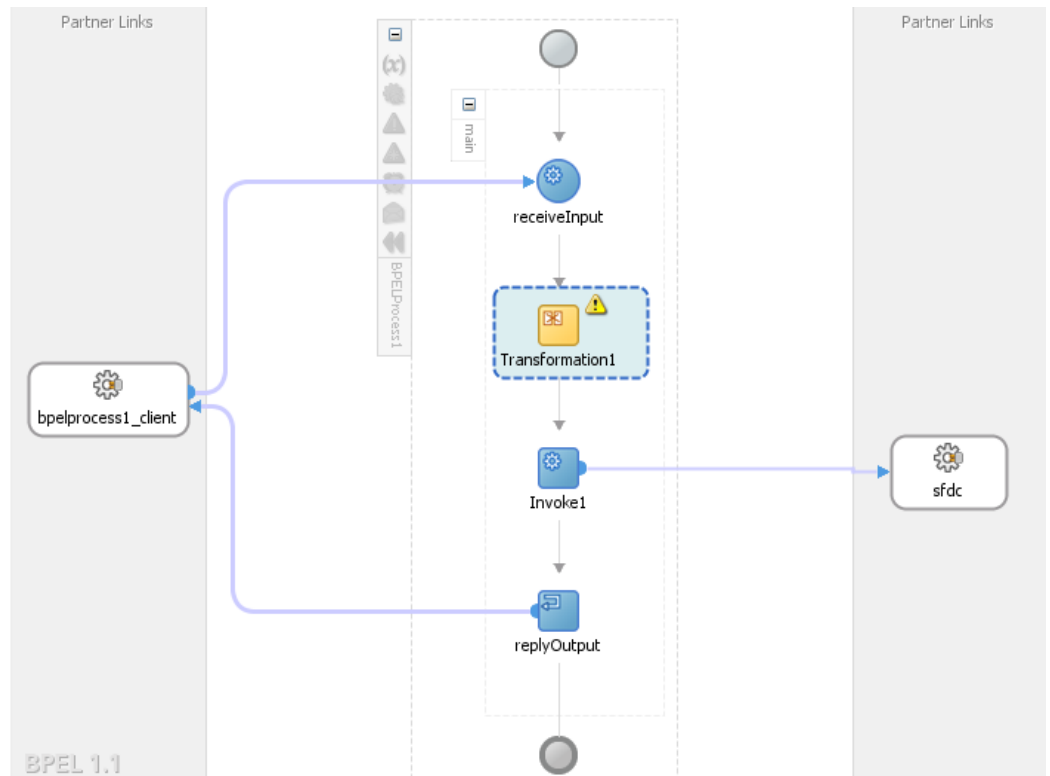 Partner Links
Partner Links
(x)
main
receiveInput
BPELProcess1
Transformation1
bpelprocess1_client
Invoke1
sfdc
replyOutput
BPEL 1.1